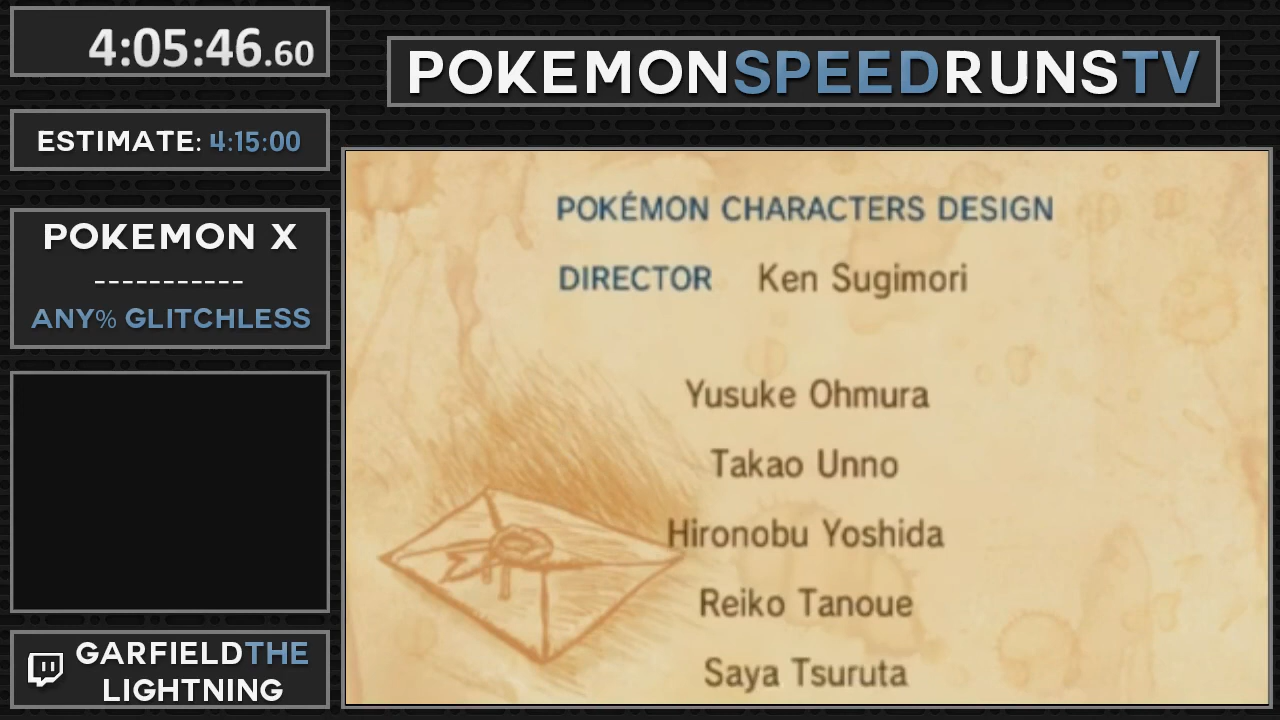 4:05:46.60
POKEMONSPEEDRUNSTV
ESTIMATE: 4:15:00
POKEMON X
-----------
ANY% GLITCHLESS
GARFIELDTHE
LIGHTNING
POKÉMON CHARACTERS DESIGN
DIRECTOR Ken Sugimori
Yusuke Ohmura
Takao Unno
Hironobu Yoshida
Reiko Tanoue
Saya Tsuruta